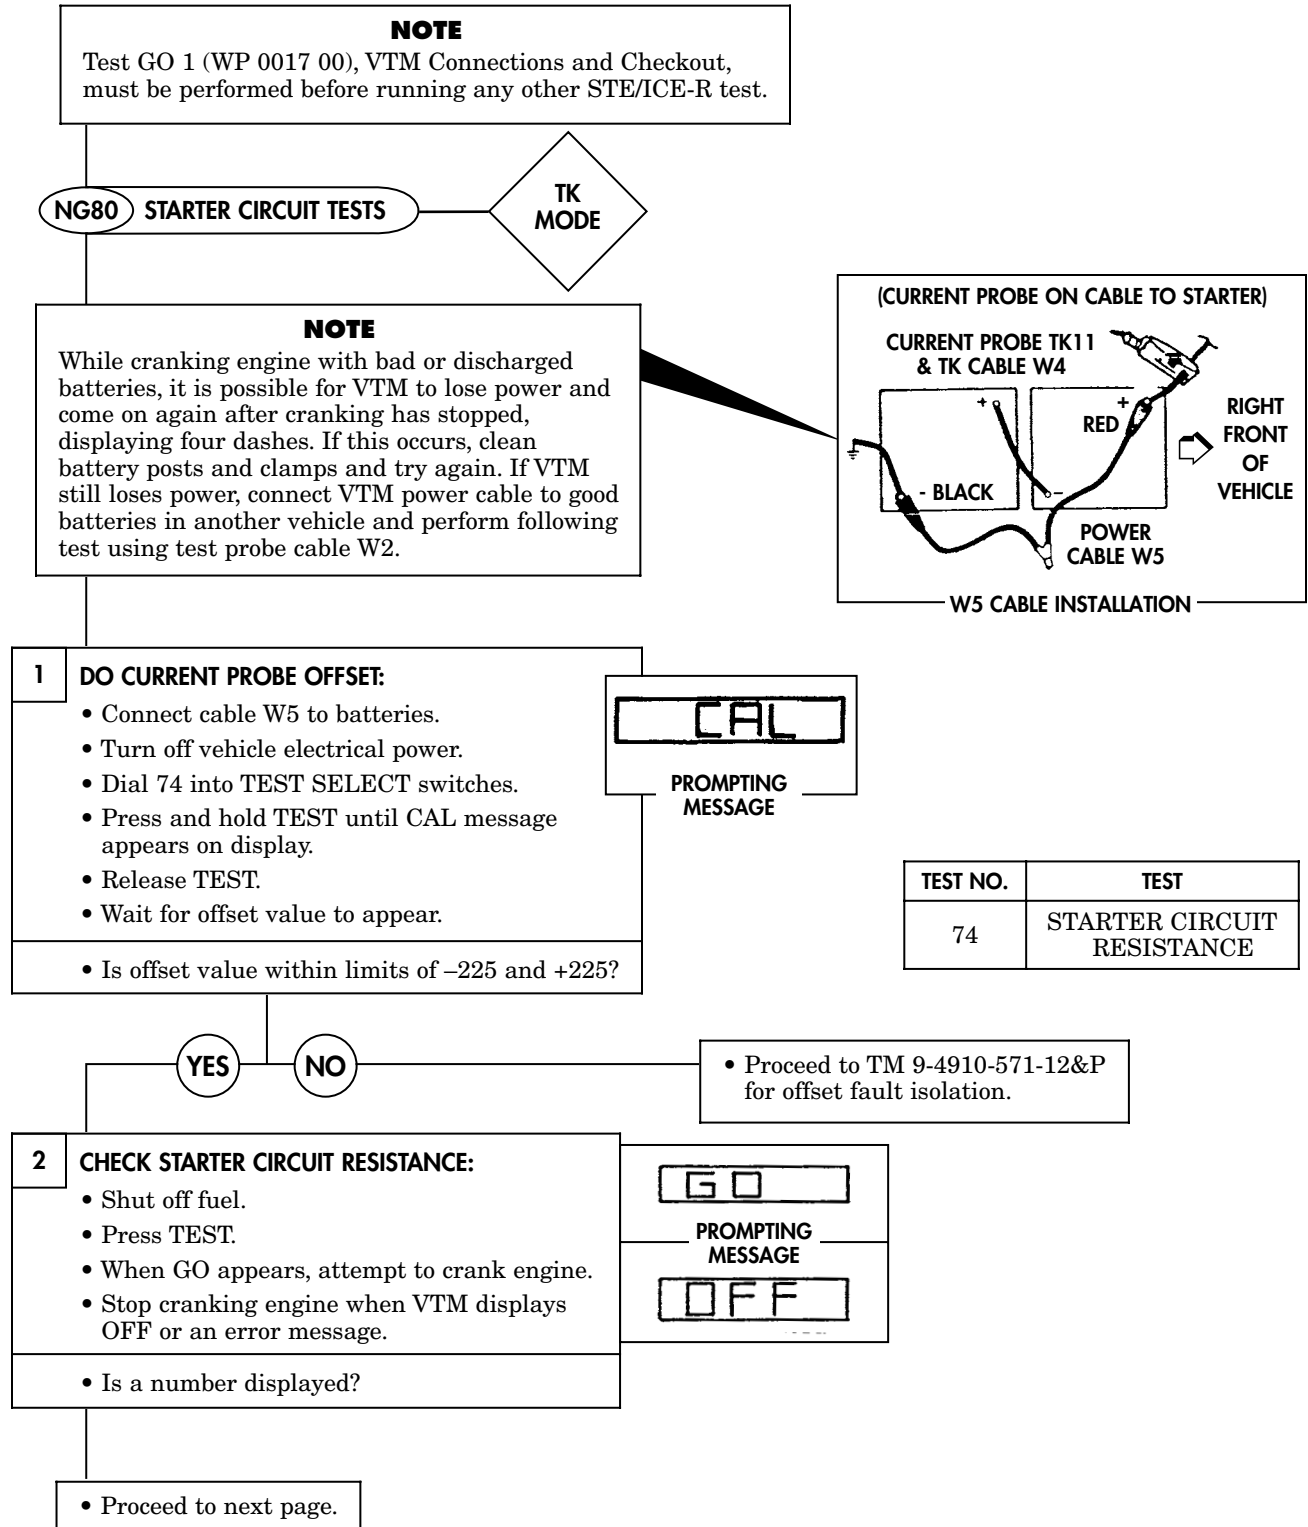 NOTE
Test GO 1 (WP 0017 00), VTM Connections and Checkout,
must be performed before running any other STE/ICE-R test.
NG80 STARTER CIRCUIT TESTS
TK
MODE
NOTE
While cranking engine with bad or discharged
batteries, it is possible for VTM to lose power and
come on again after cranking has stopped,
displaying four dashes. If this occurs, clean
battery posts and clamps and try again. If VTM
still loses power, connect VTM power cable to good
batteries in another vehicle and perform following
test using test probe cable W2.
(CURRENT PROBE ON CABLE TO STARTER)
CURRENT PROBE TK11
& TK CABLE W4
+
+
RED
RIGHT
FRONT
OF
VEHICLE
- BLACK
–
POWER
CABLE W5
W5 CABLE INSTALLATION
1 DO CURRENT PROBE OFFSET:
• Connect cable W5 to batteries.
• Turn off vehicle electrical power.
• Dial 74 into TEST SELECT switches.
• Press and hold TEST until CAL message
appears on display.
• Release TEST.
• Wait for offset value to appear.
• Is offset value within limits of –225 and +225?
CAL
PROMPTING
MESSAGE
TEST NO. TEST
74 STARTER CIRCUIT
RESISTANCE
YES NO
• Proceed to TM 9-4910-571-12&P
for offset fault isolation.
2 CHECK STARTER CIRCUIT RESISTANCE:
• Shut off fuel.
• Press TEST.
• When GO appears, attempt to crank engine.
• Stop cranking engine when VTM displays
OFF or an error message.
• Is a number displayed?
GO
PROMPTING
MESSAGE
OFF
• Proceed to next page.